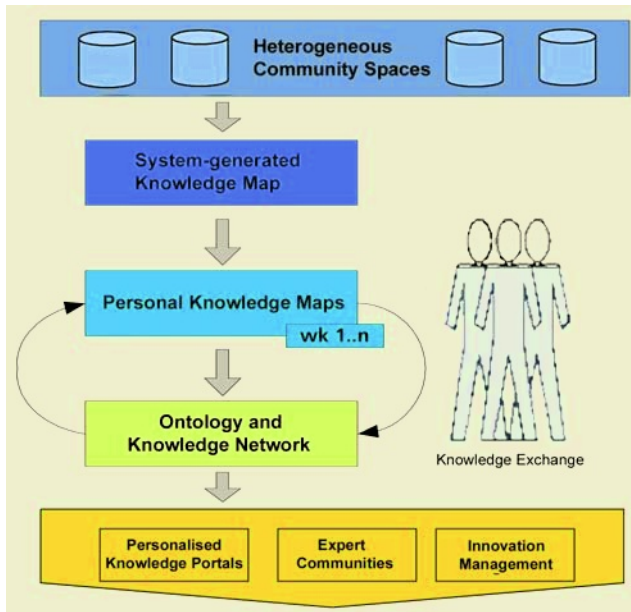 Heterogeneous
Community Spaces
System-generated
Knowledge Map
Personal Knowledge Maps
wk 1..n
Ontology and
Knowledge Network
Knowledge Exchange
Personalised
Knowledge Portals
Expert
Communities
Innovation
Management